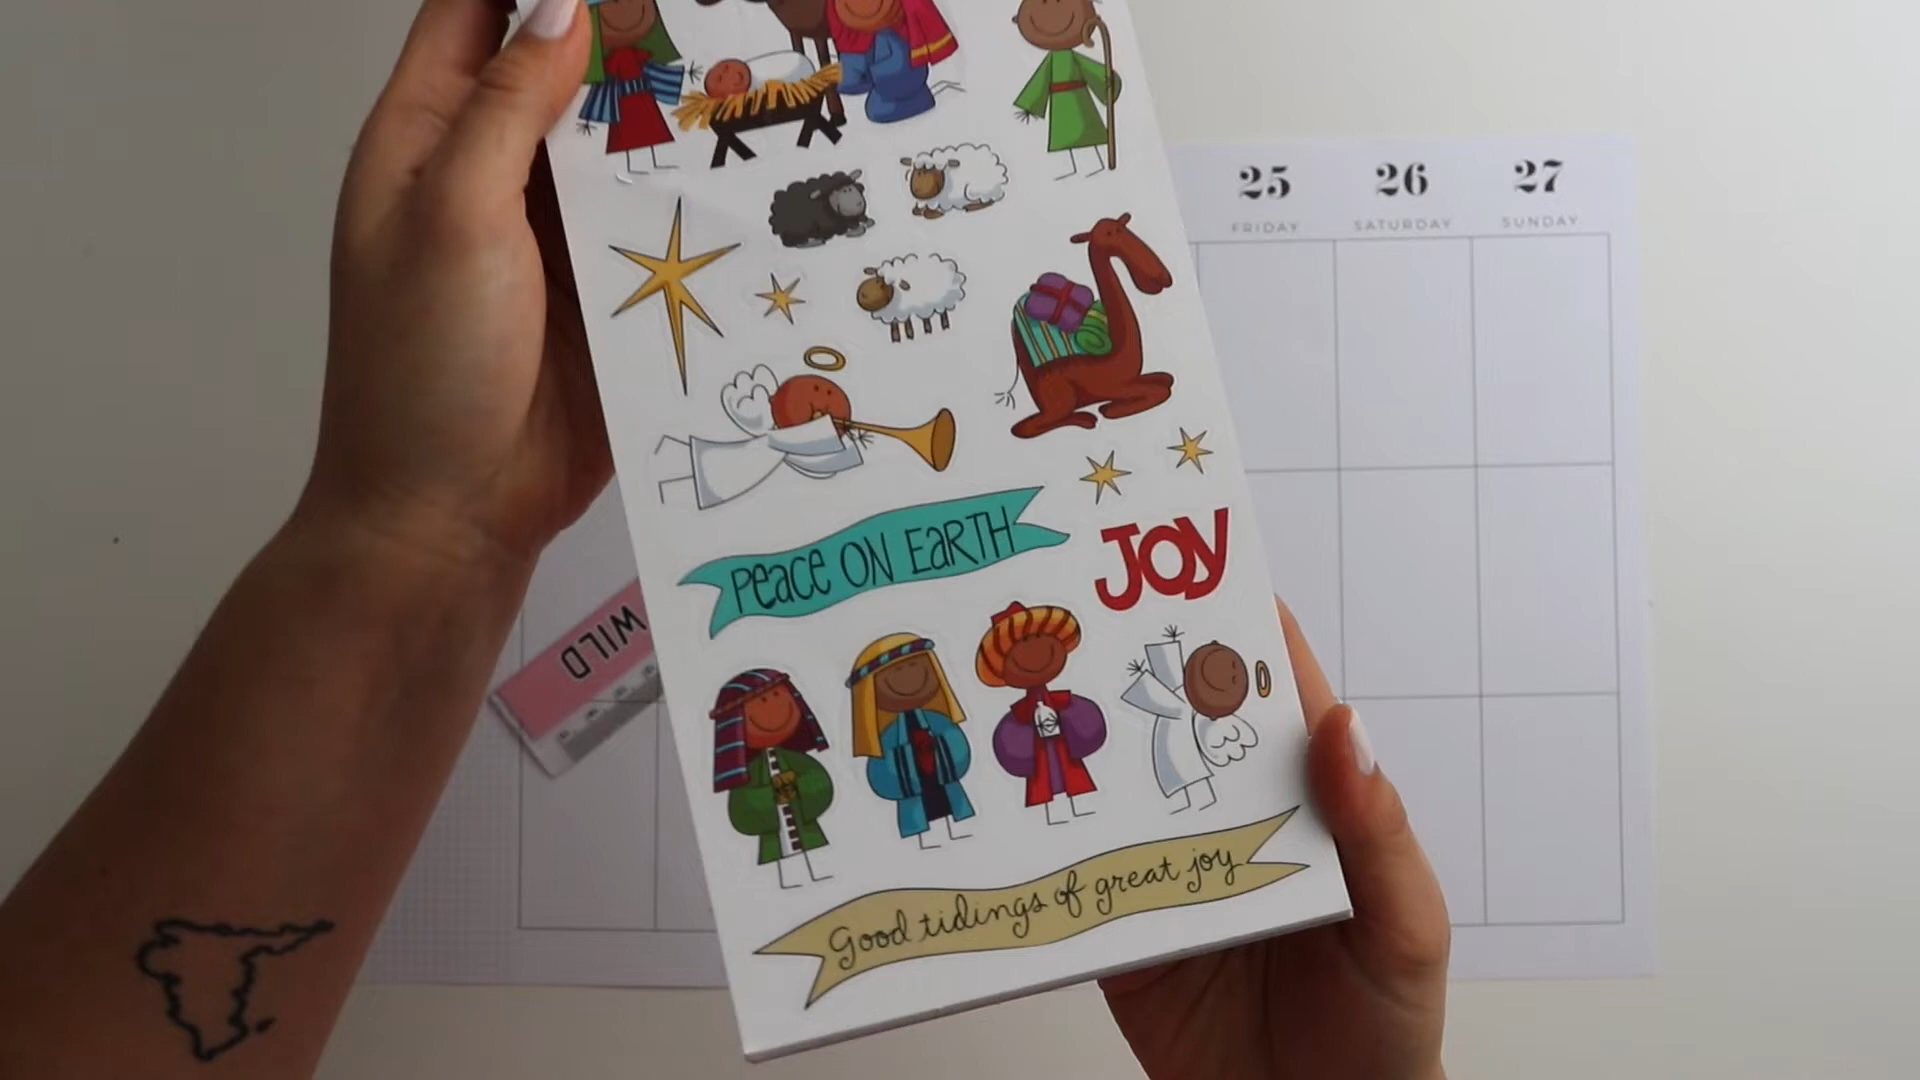 25 26 27
FRIDAY SATURDAY SUNDAY
Peace ON EaRTH
JOY
WILD
Good tidings of great joy